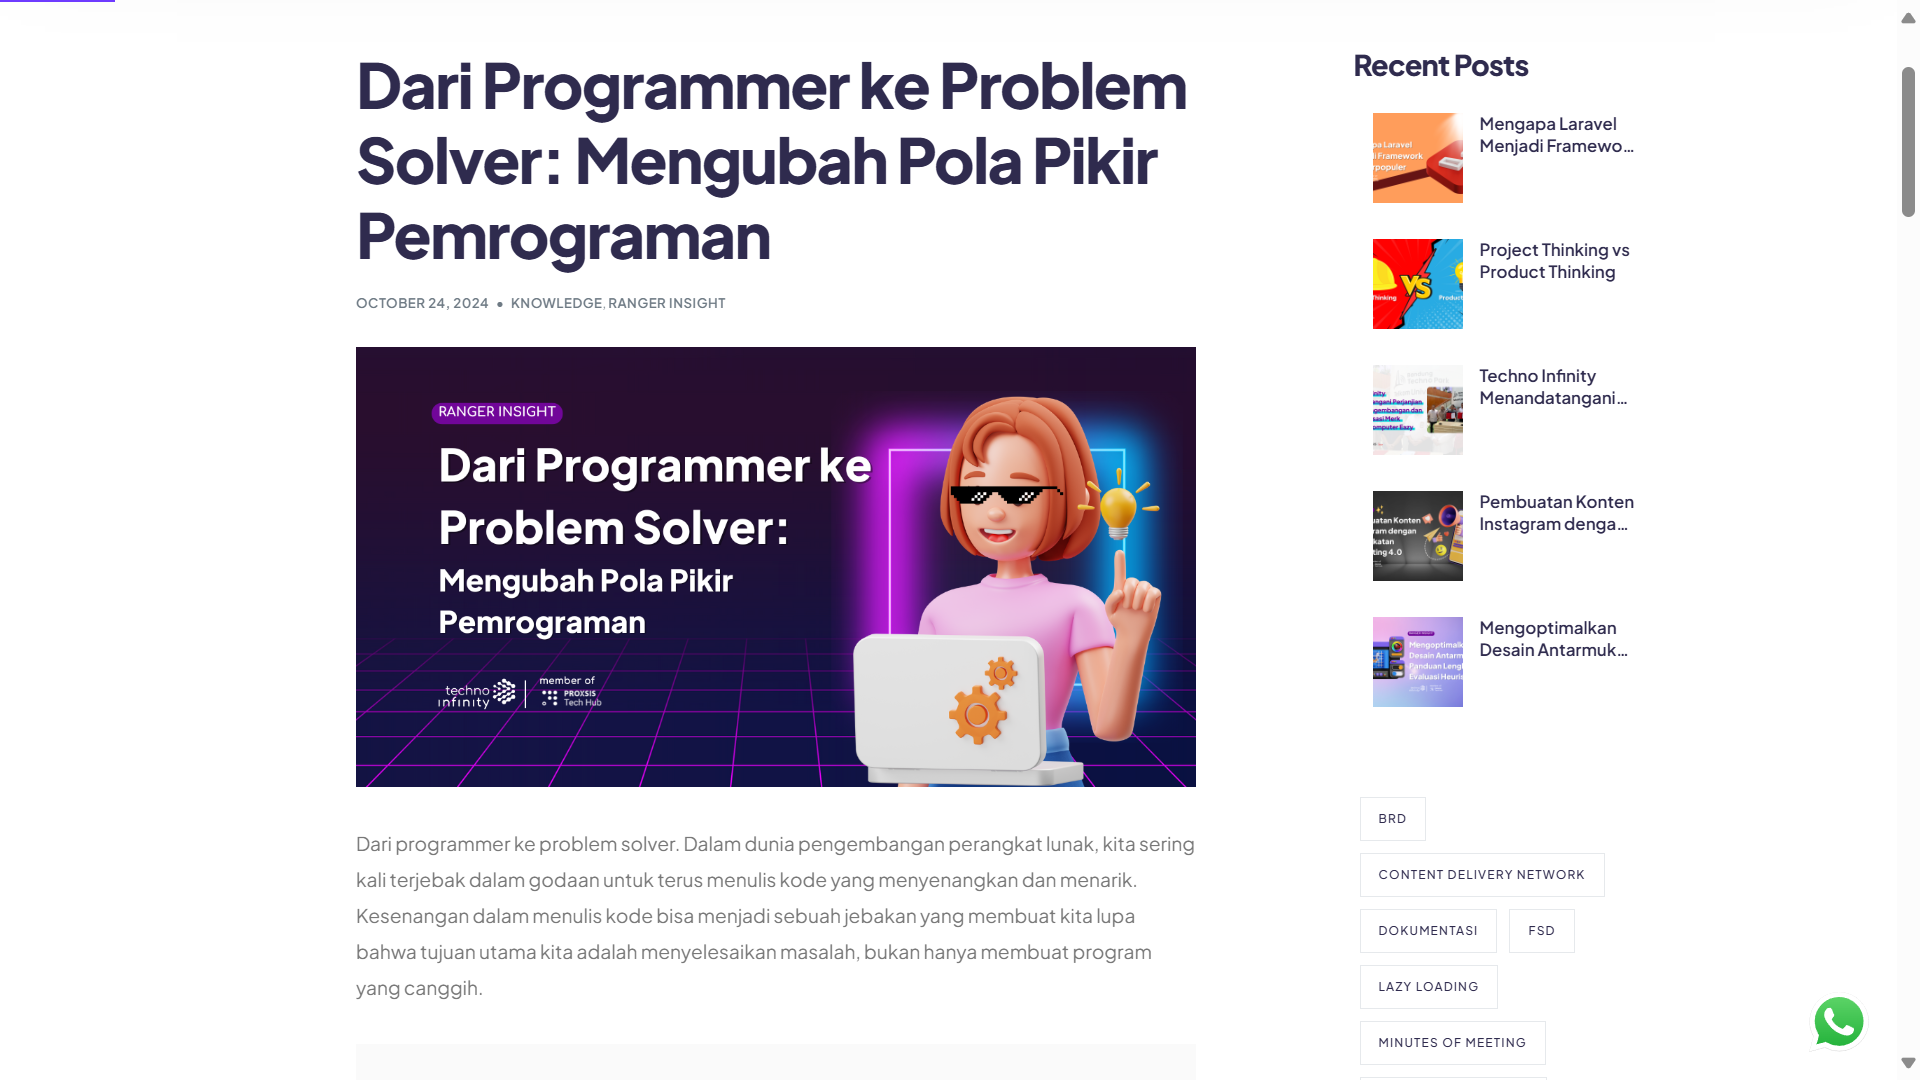 Dari Programmer ke Problem
Solver: Mengubah Pola Pikir
Pemrograman
OCTOBER 24, 2024 • KNOWLEDGE, RANGER INSIGHT
RANGER INSIGHT
Dari Programmer ke
Problem Solver:
Mengubah Pola Pikir
Pemrograman
techno
infinity
member of
PROXSIS
Tech Hub
Dari programmer ke problem solver. Dalam dunia pengembangan perangkat lunak, kita sering
kali terjebak dalam godaan untuk terus menulis kode yang menyenangkan dan menarik.
Kesenangan dalam menulis kode bisa menjadi sebuah jebakan yang membuat kita lupa
bahwa tujuan utama kita adalah menyelesaikan masalah, bukan hanya membuat program
yang canggih.
Recent Posts
Mengapa Laravel
Menjadi Framewo...
Project Thinking vs
Product Thinking
VS
Techno Infinity
Menandatangani...
Pembuatan Konten
Instagram denga...
Mengoptimalkan
Desain Antarmuk...
BRD
CONTENT DELIVERY NETWORK
DOKUMENTASI
FSD
LAZY LOADING
MINUTES OF MEETING